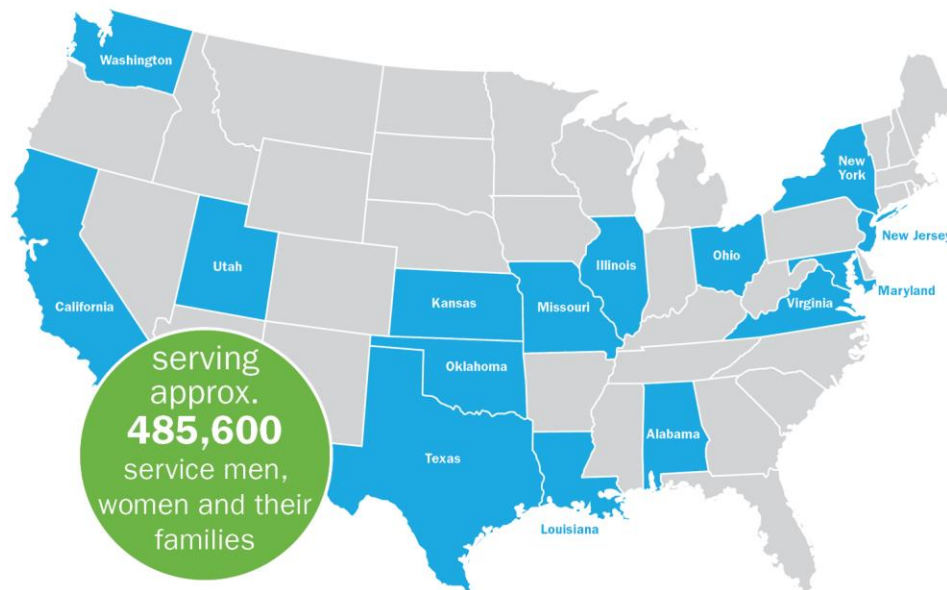 Washington
New York
New Jersey
Utah
Illinois
Ohio
Maryland
California
Kansas
Missouri
Virginia
Oklahoma
Alabama
Texas
Louisiana
serving
approx.
485,600
service men,
women and their
families